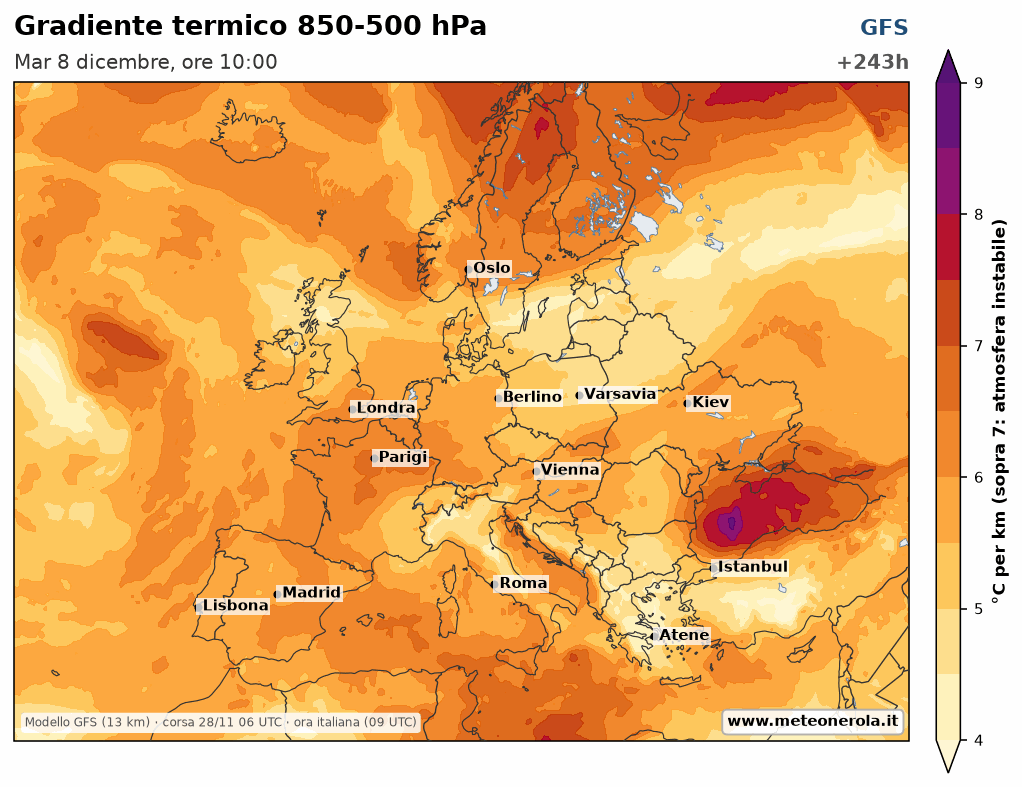 Gradiente termico 850-500 hPa
GFS
Mar 8 dicembre, ore 10:00
+243h
9
8
7
6
5
4
°C per km (sopra 7: atmosfera instabile)
Oslo
Berlino
Varsavia
Kiev
Londra
Parigi
Vienna
Istanbul
Roma
Madrid
Lisbona
Atene
Modello GFS (13 km) · corsa 28/11 06 UTC · ora italiana (09 UTC)
www.meteonerola.it